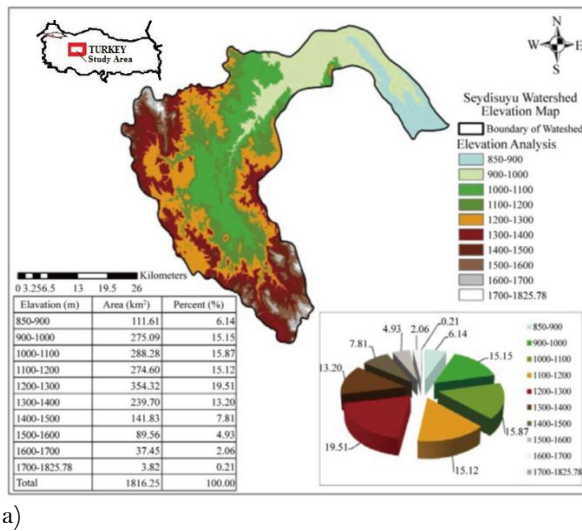 TURKEY
Study Area
N
W E
S
Seydisuyu Watershed
Elevation Map
Boundary of Wateshed
Elevation Analysis
850-900
900-1000
1000-1100
1100-1200
1200-1300
1300-1400
1400-1500
1500-1600
1600-1700
1700-1825.78
Kilometers
0 3.25 6.5 13 19.5 26
Elavation (m) Area (km²) Percent (%)
850-900 111.61 6.14
900-1000 275.09 15.15
1000-1100 288.28 15.87
1100-1200 274.60 15.12
1200-1300 354.32 19.51
1300-1400 239.70 13.20
1400-1500 141.83 7.81
1500-1600 89.56 4.93
1600-1700 37.45 2.06
1700-1825.78 3.82 0.21
Total 1816.25 100.00
4.93 2.06 0.21
6.14
7.81
15.15
13.20
15.87
19.51
15.12
850-900
900-1000
1000-1100
1100-1200
1200-1300
1300-1400
1400-1500
1500-1600
1600-1700
1700-1825.78
a)